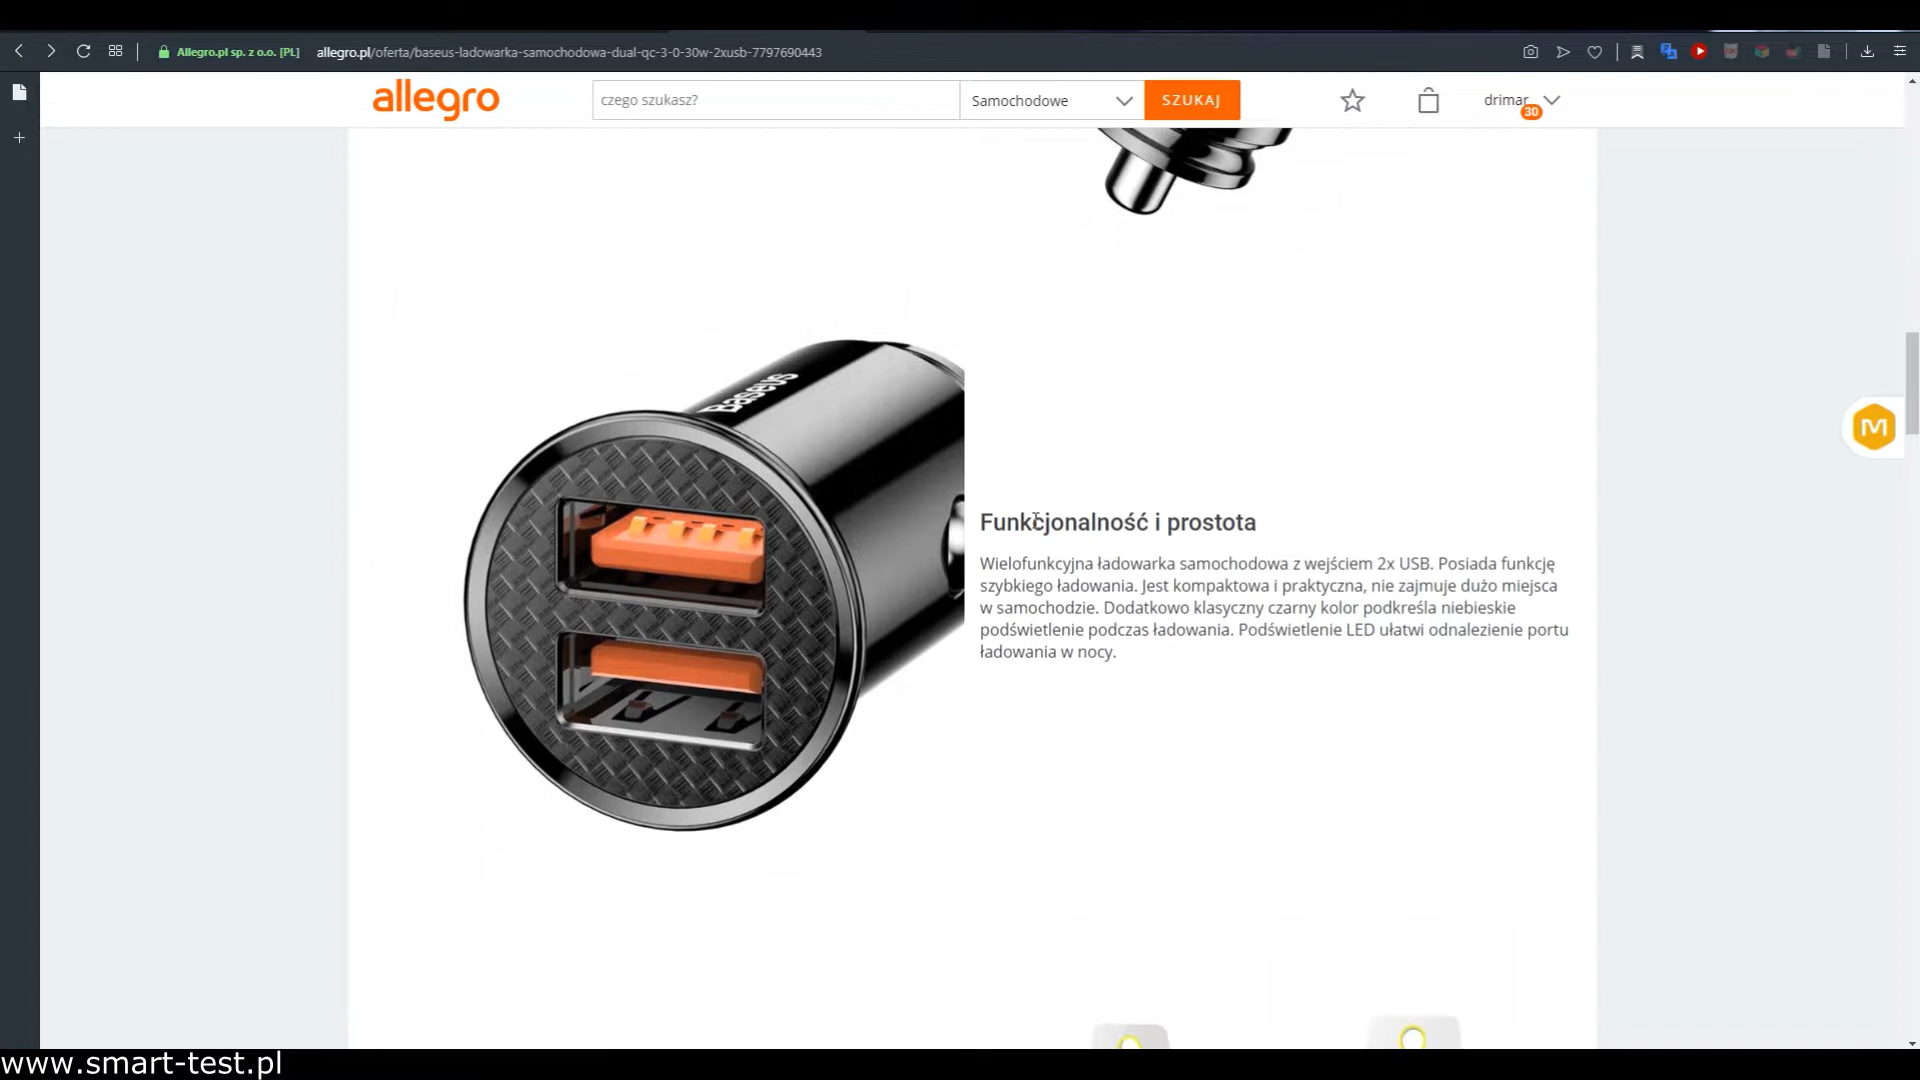 Allegro.pl sp. z o.o. [PL] allegro.pl/oferta/baseus-ladowarka-samochodowa-dual-qc-3-0-30w-2xusb-7797690443
allegro
czego szukasz?
Samochodowe
SZUKAJ
drimar
30
Baseus
Funkcjonalność i prostota
Wielofunkcyjna ładowarka samochodowa z wejściem 2x USB. Posiada funkcję
szybkiego ładowania. Jest kompaktowa i praktyczna, nie zajmuje dużo miejsca
w samochodzie. Dodatkowo klasyczny czarny kolor podkreśla niebieskie
podświetlenie podczas ładowania. Podświetlenie LED ułatwi odnalezienie portu
ładowania w nocy.
M
www.smart-test.pl